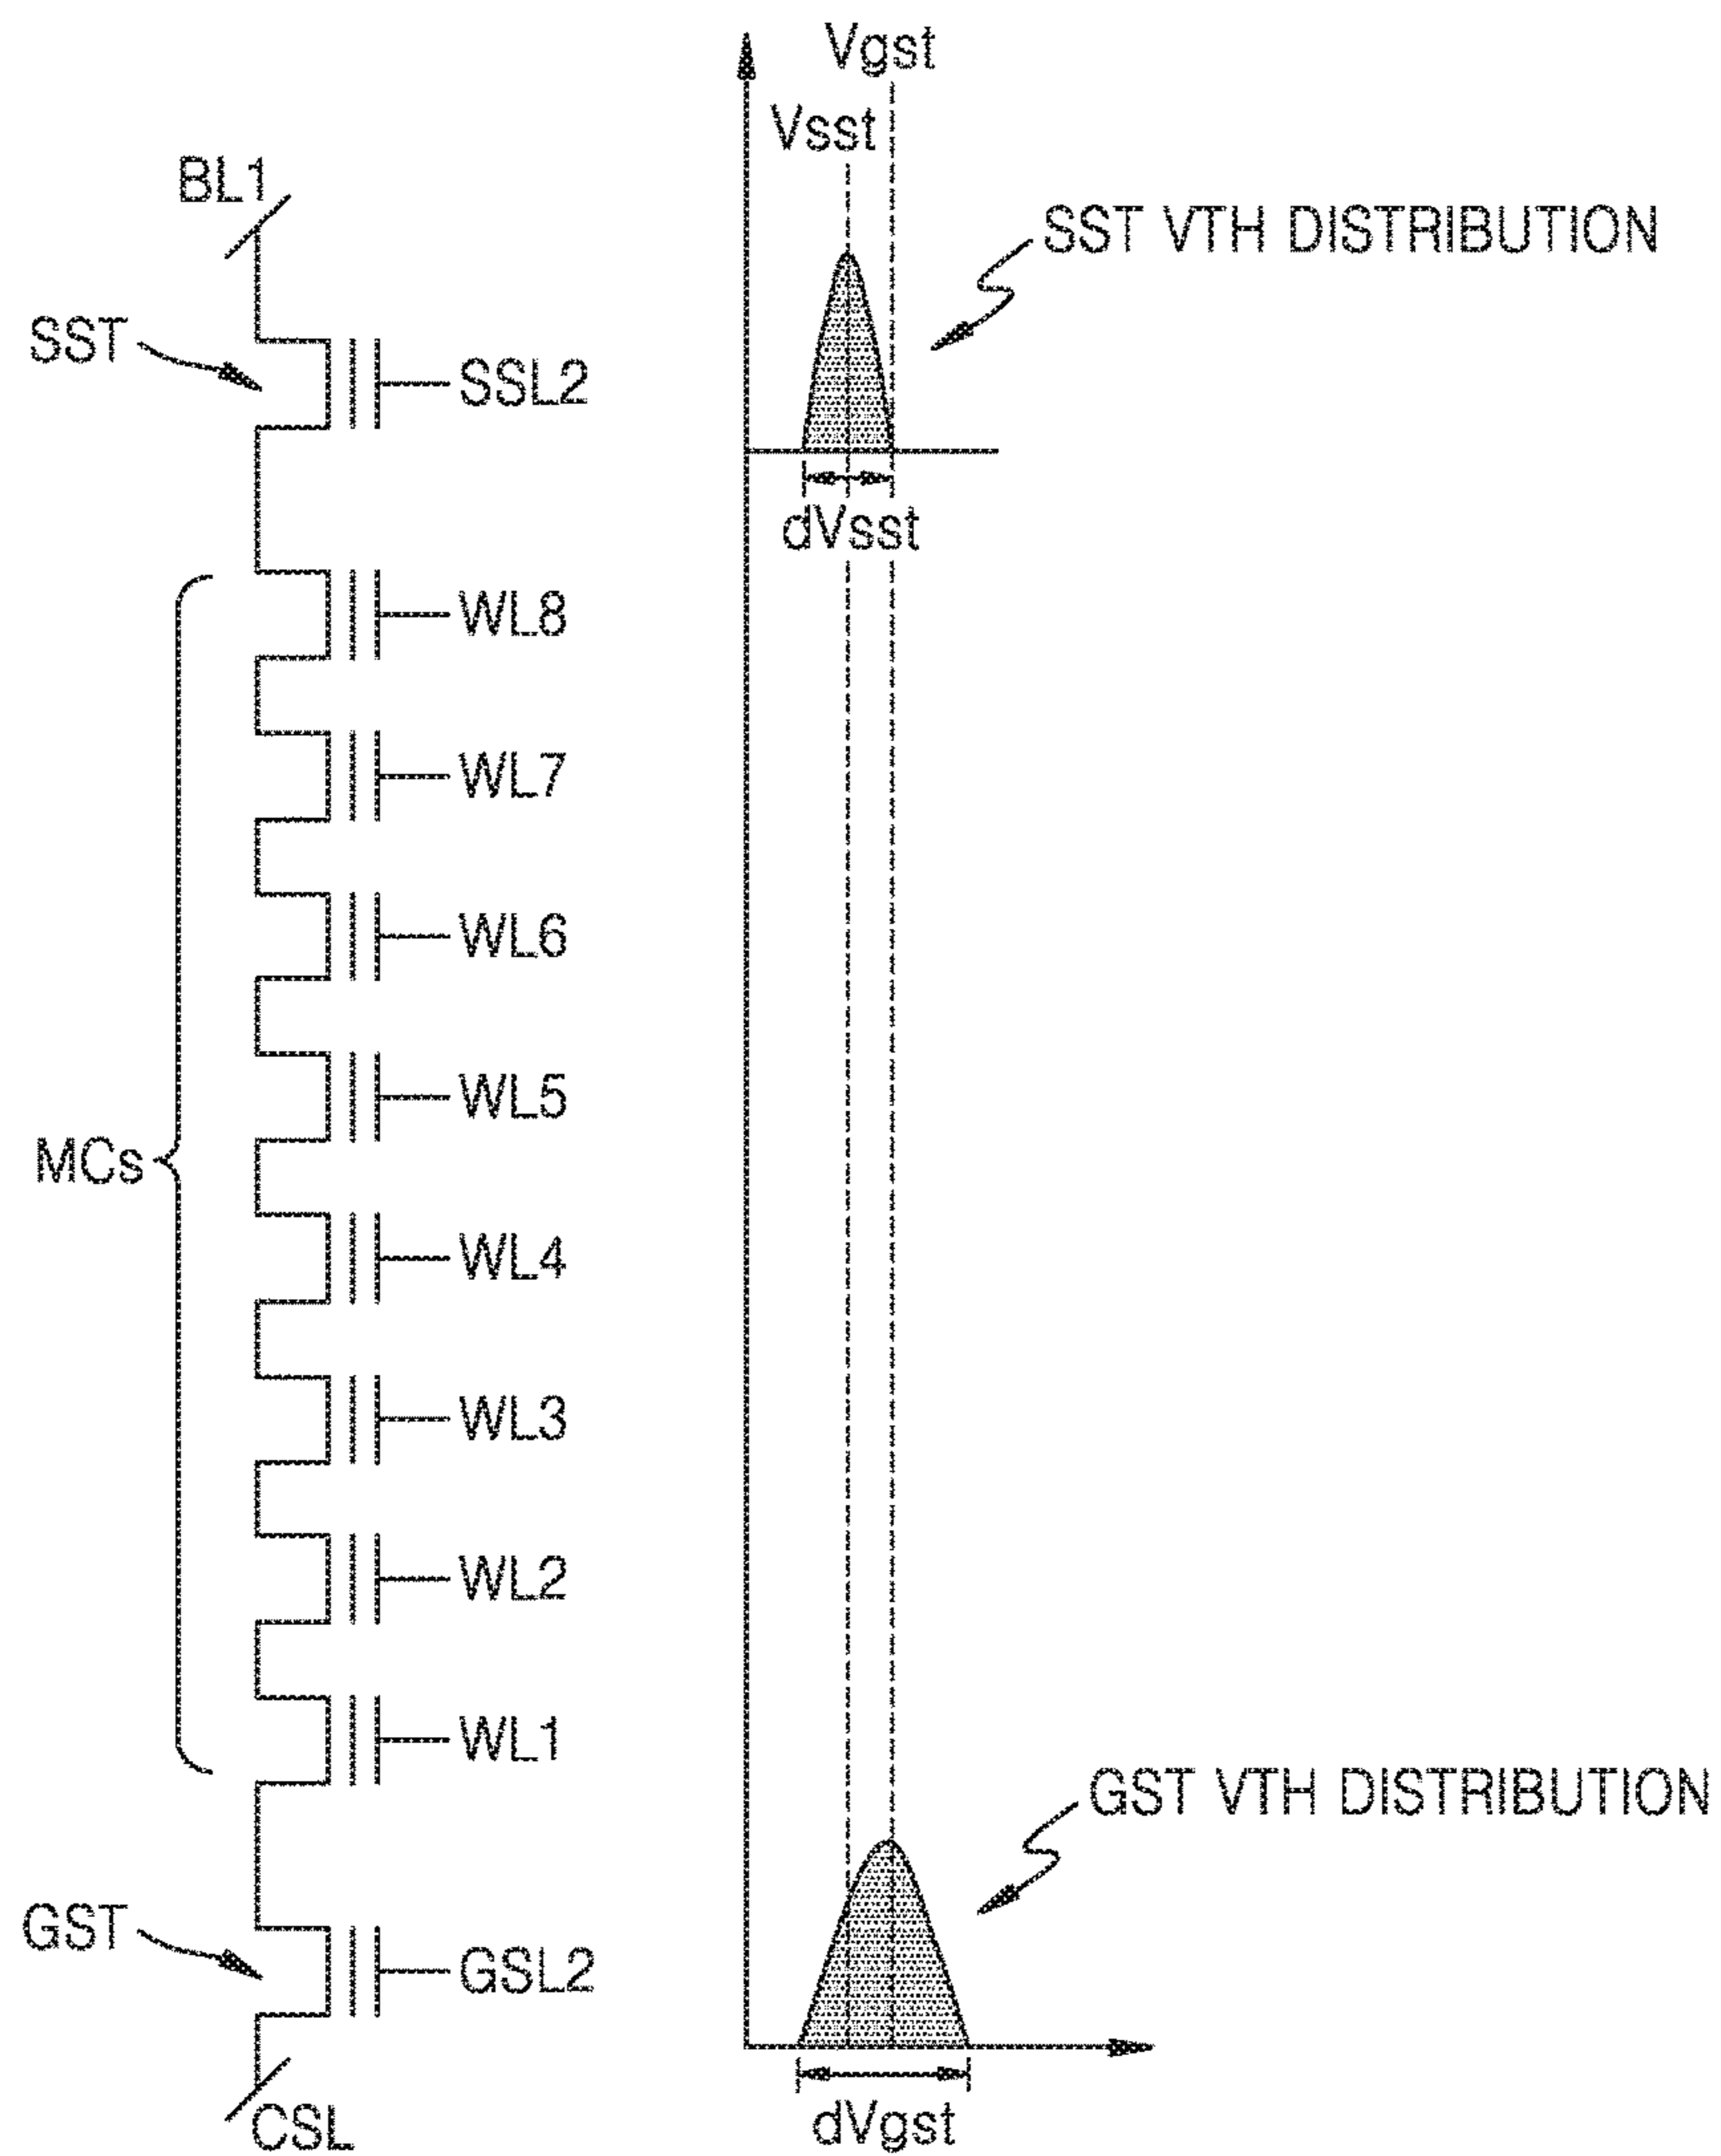 Vgst
Vsst
BL1
SST VTH DISTRIBUTION
SST
SSL2
dVsst
WL8
WL7
WL6
WL5
MCs
WL4
WL3
WL2
WL1
GST VTH DISTRIBUTION
GST
GSL2
CSL
dVgst